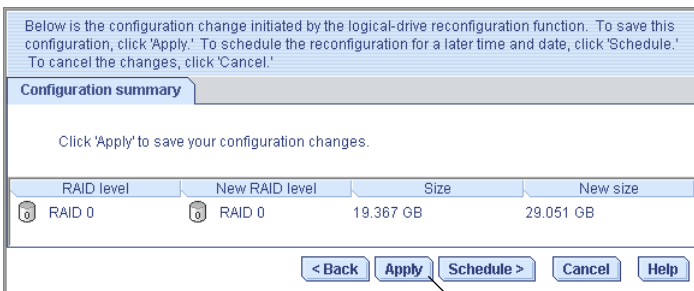 Below is the configuration change initiated by the logical-drive reconfiguration function. To save this
configuration, click 'Apply.' To schedule the reconfiguration for a later time and date, click 'Schedule.'
To cancel the changes, click 'Cancel.'
Configuration summary
Click 'Apply' to save your configuration changes.
RAID level New RAID level Size New size
0 RAID 0 0 RAID 0 19.367 GB 29.051 GB
< Back Apply Schedule > Cancel Help